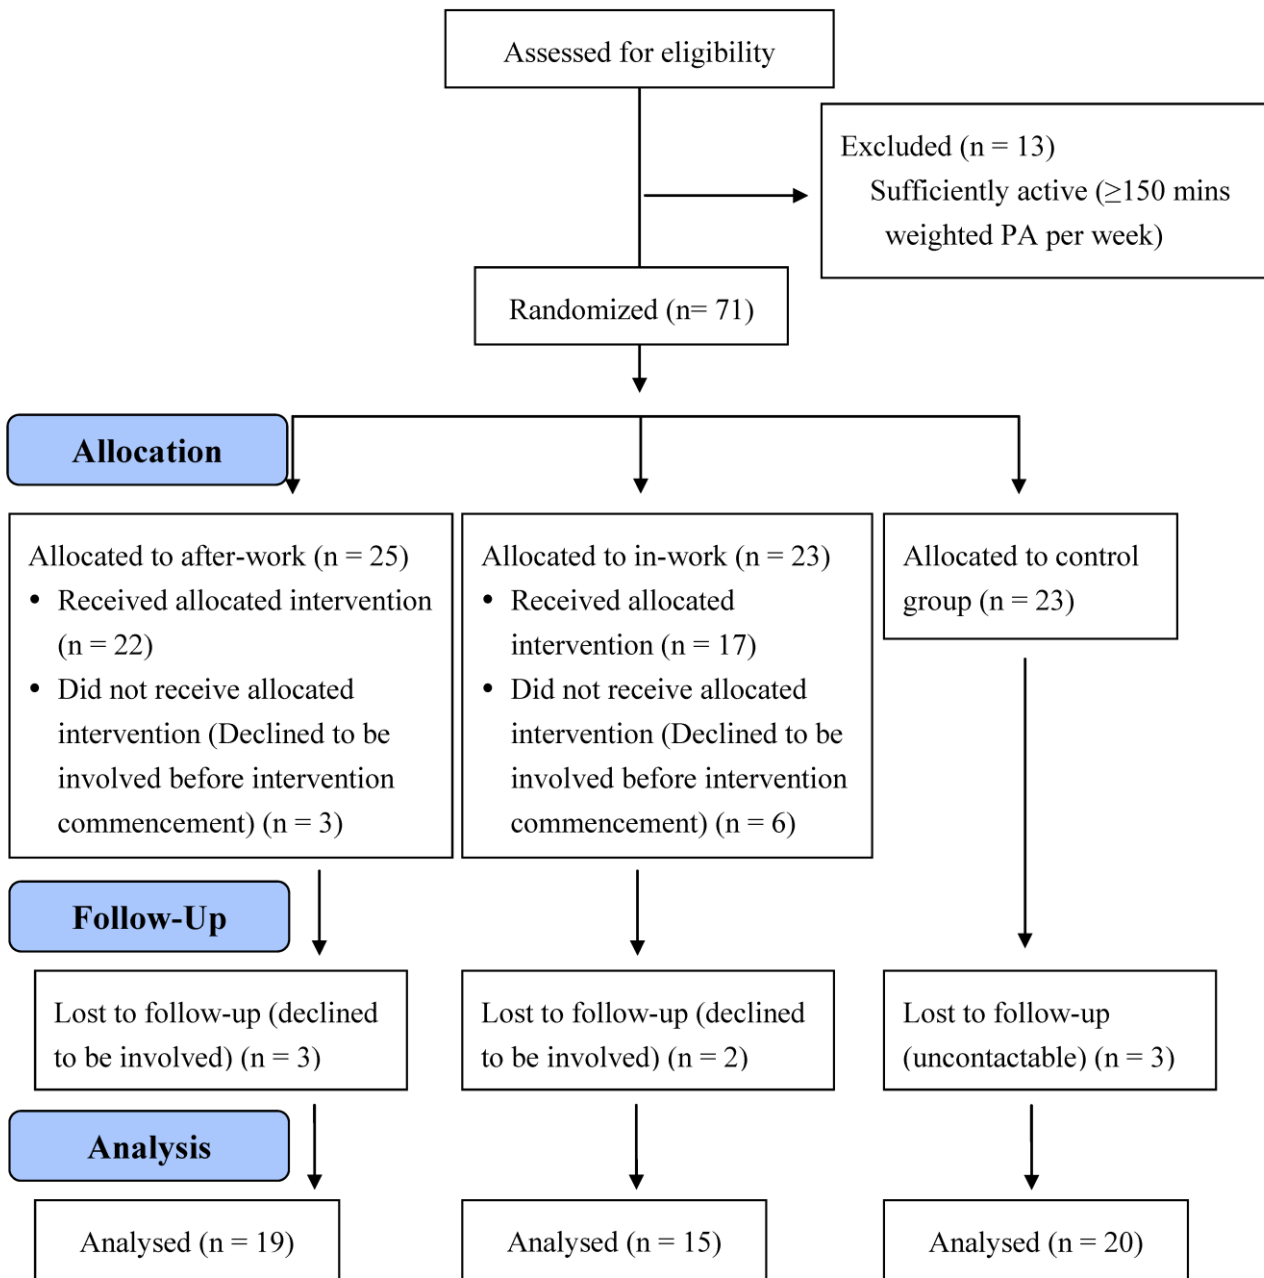 Assessed for eligibility
Excluded (n = 13)
Sufficiently active (≥150 mins
weighted PA per week)
Randomized (n= 71)
Allocation
Allocated to after-work (n = 25)
• Received allocated intervention
(n = 22)
• Did not receive allocated
intervention (Declined to be
involved before intervention
commencement) (n = 3)
Allocated to in-work (n = 23)
• Received allocated
intervention (n = 17)
• Did not receive allocated
intervention (Declined to be
involved before intervention
commencement) (n = 6)
Allocated to control
group (n = 23)
Follow-Up
Lost to follow-up (declined
to be involved) (n = 3)
Lost to follow-up (declined
to be involved) (n = 2)
Lost to follow-up
(uncontactable) (n = 3)
Analysis
Analysed (n = 19)
Analysed (n = 15)
Analysed (n = 20)